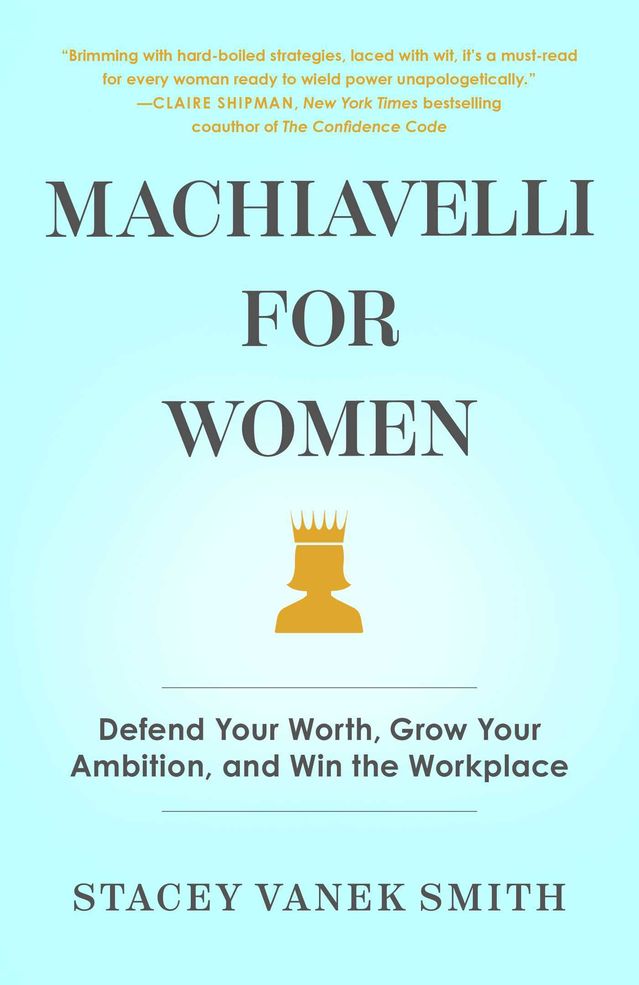 “Brimming with hard-boiled strategies, laced with wit, it’s a must-read
for every woman ready to wield power unapologetically.”
—CLAIRE SHIPMAN, New York Times bestselling
coauthor of The Confidence Code
MACHIAVELLI
FOR
WOMEN
Defend Your Worth, Grow Your
Ambition, and Win the Workplace
STACEY VANEK SMITH